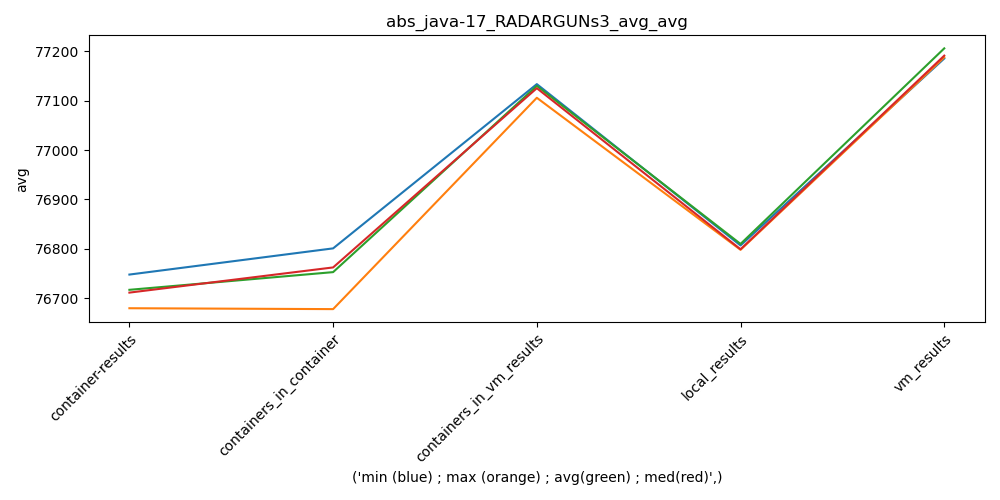 abs_java-17_RADARGUNs3_avg_avg
77200
77100
77000
76900
76800
76700
avg
container-results
containers_in_container
containers_in_vm_results
local_results
vm_results
('min (blue) ; max (orange) ; avg(green) ; med(red)',)